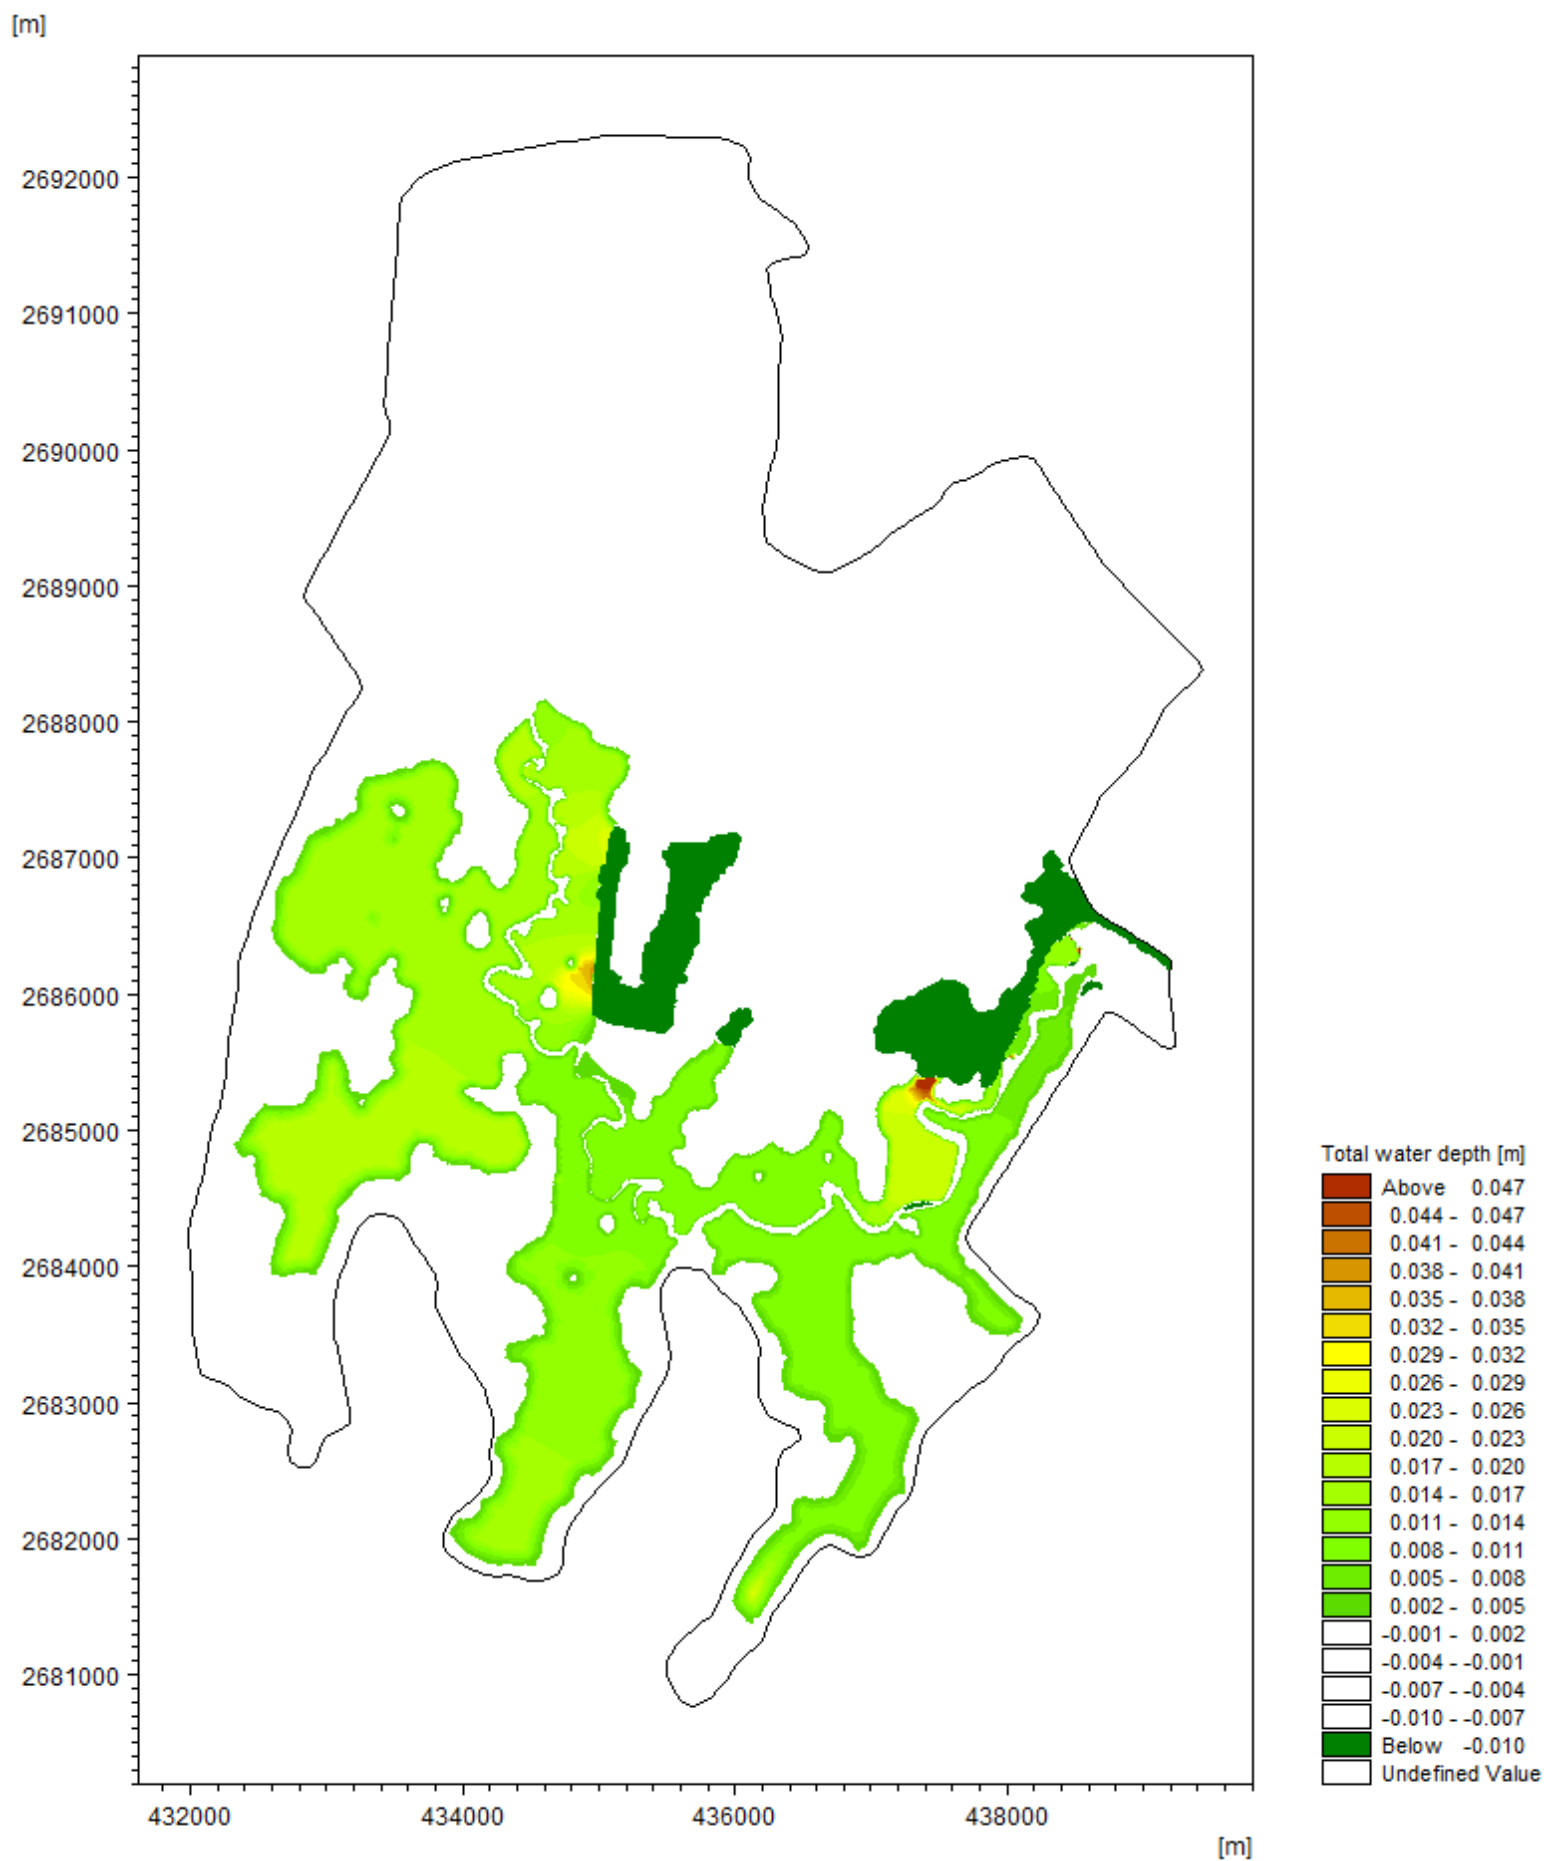 [m]
2692000
2691000
2690000
2689000
2688000
2687000
2686000
2685000
2684000
2683000
2682000
2681000
432000 434000 436000 438000
[m]
Total water depth [m]
Above 0.047
0.044 - 0.047
0.041 - 0.044
0.038 - 0.041
0.035 - 0.038
0.032 - 0.035
0.029 - 0.032
0.026 - 0.029
0.023 - 0.026
0.020 - 0.023
0.017 - 0.020
0.014 - 0.017
0.011 - 0.014
0.008 - 0.011
0.005 - 0.008
0.002 - 0.005
-0.001 - 0.002
-0.004 - -0.001
-0.007 - -0.004
-0.010 - -0.007
Below -0.010
Undefined Value